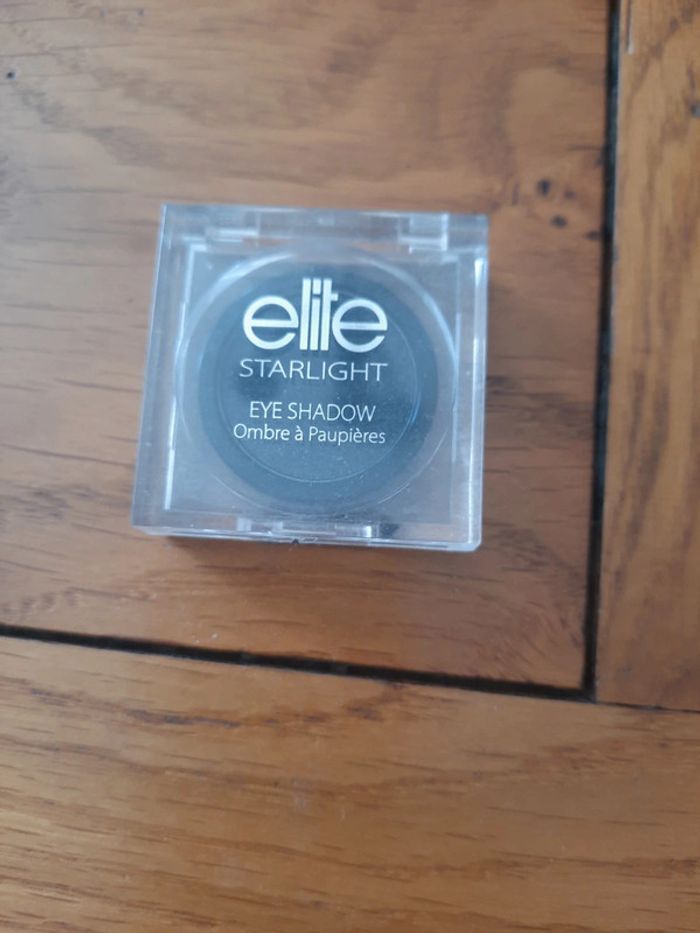 elite
STARLIGHT
EYE SHADOW
Ombre à Paupières